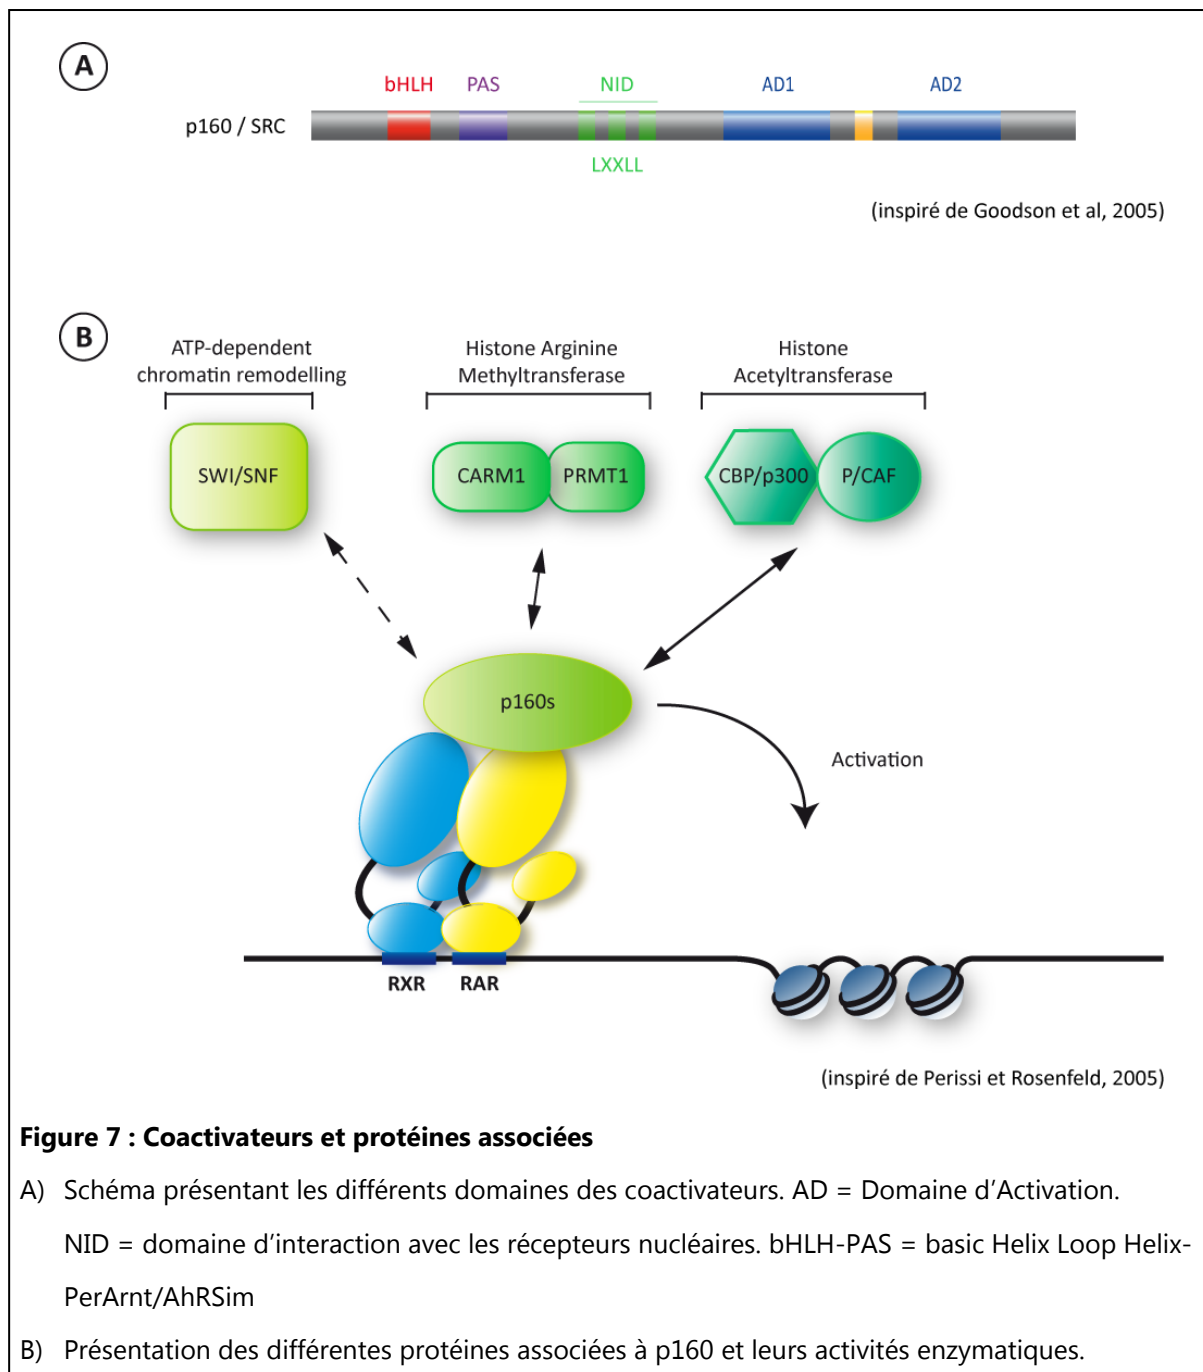 A
bHLH PAS NID AD1 AD2
p160 / SRC
LXXLL
(inspiré de Goodson et al, 2005)
B
ATP-dependent
chromatin remodelling
Histone Arginine
Methyltransferase
Histone
Acetyltransferase
SWI/SNF CARM1 PRMT1 CBP/p300 P/CAF
p160s
Activation
RXR RAR
(inspiré de Perissi et Rosenfeld, 2005)
Figure 7 : Coactivateurs et protéines associées
A) Schéma présentant les différents domaines des coactivateurs. AD = Domaine d’Activation.
NID = domaine d’interaction avec les récepteurs nucléaires. bHLH-PAS = basic Helix Loop Helix-
PerArnt/AhRSim
B) Présentation des différentes protéines associées à p160 et leurs activités enzymatiques.